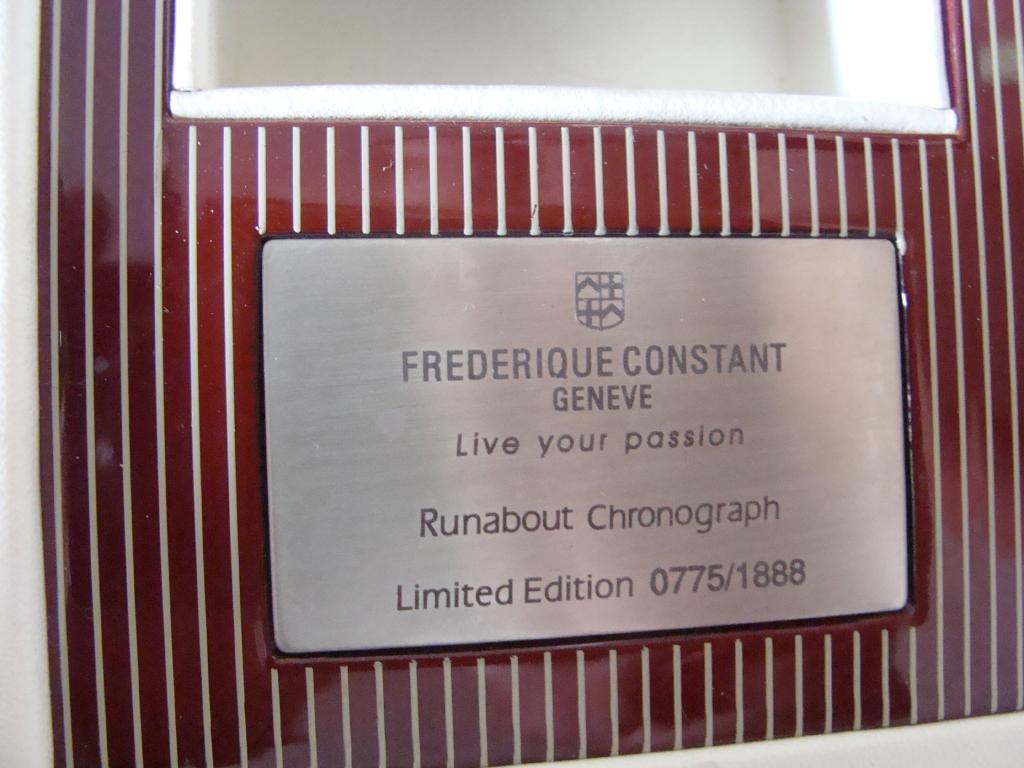 FREDERIQUE CONSTANT
GENEVE
Live your passion
Runabout Chronograph
Limited Edition 0775/1888